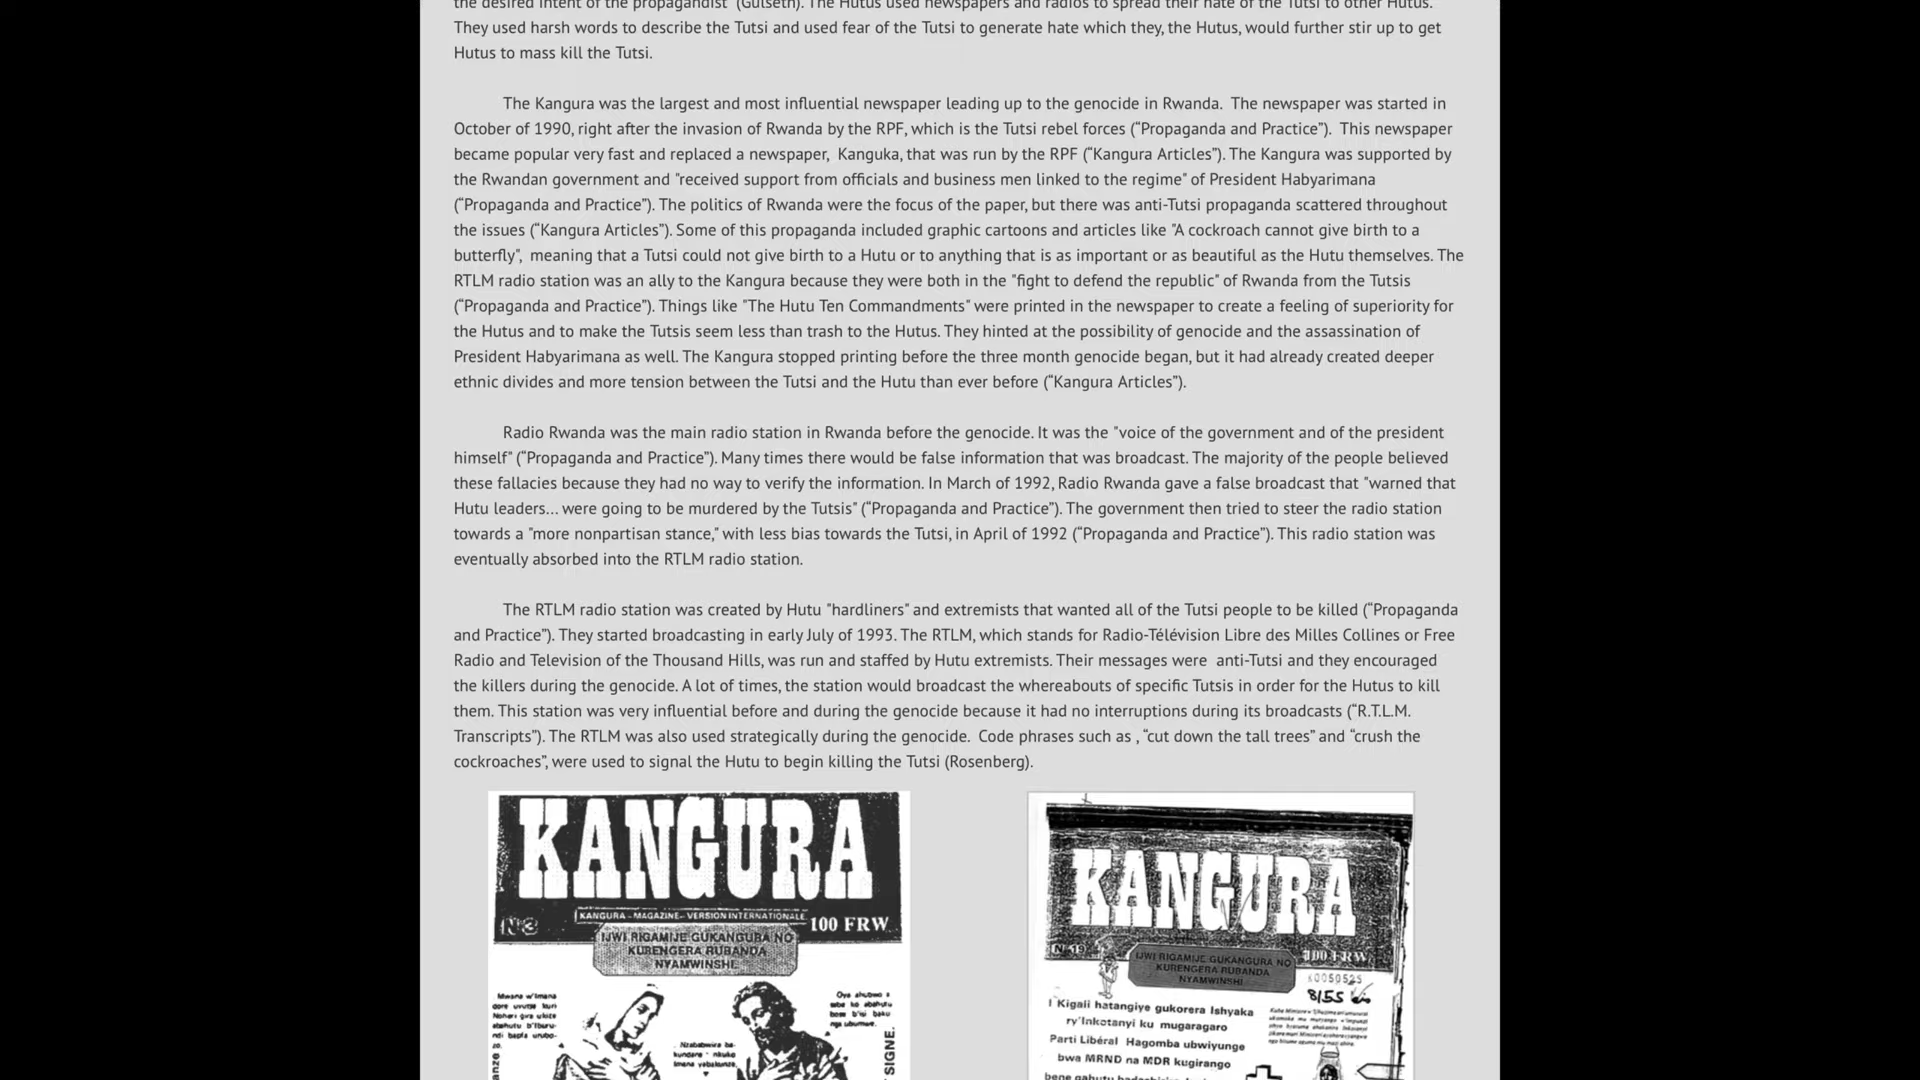 the desired intent of the propagandist" (Gulseth). The Hutus used newspapers and radios to spread their hate of the Tutsi to other Hutus.
They used harsh words to describe the Tutsi and used fear of the Tutsi to generate hate which they, the Hutus, would further stir up to get
Hutus to mass kill the Tutsi.
The Kangura was the largest and most influential newspaper leading up to the genocide in Rwanda.  The newspaper was started in
October of 1990, right after the invasion of Rwanda by the RPF, which is the Tutsi rebel forces (“Propaganda and Practice”).  This newspaper
became popular very fast and replaced a newspaper,  Kanguka, that was run by the RPF (“Kangura Articles”). The Kangura was supported by
the Rwandan government and "received support from officials and business men linked to the regime" of President Habyarimana
(“Propaganda and Practice”). The politics of Rwanda were the focus of the paper, but there was anti-Tutsi propaganda scattered throughout
the issues (“Kangura Articles”). Some of this propaganda included graphic cartoons and articles like "A cockroach cannot give birth to a
butterfly",  meaning that a Tutsi could not give birth to a Hutu or to anything that is as important or as beautiful as the Hutu themselves. The
RTLM radio station was an ally to the Kangura because they were both in the "fight to defend the republic" of Rwanda from the Tutsis
(“Propaganda and Practice”). Things like "The Hutu Ten Commandments" were printed in the newspaper to create a feeling of superiority for
the Hutus and to make the Tutsis seem less than trash to the Hutus. They hinted at the possibility of genocide and the assassination of
President Habyarimana as well. The Kangura stopped printing before the three month genocide began, but it had already created deeper
ethnic divides and more tension between the Tutsi and the Hutu than ever before (“Kangura Articles”).
Radio Rwanda was the main radio station in Rwanda before the genocide. It was the "voice of the government and of the president
himself" (“Propaganda and Practice”). Many times there would be false information that was broadcast. The majority of the people believed
these fallacies because they had no way to verify the information. In March of 1992, Radio Rwanda gave a false broadcast that "warned that
Hutu leaders... were going to be murdered by the Tutsis" (“Propaganda and Practice”). The government then tried to steer the radio station
towards a "more nonpartisan stance," with less bias towards the Tutsi, in April of 1992 (“Propaganda and Practice”). This radio station was
eventually absorbed into the RTLM radio station.
The RTLM radio station was created by Hutu "hardliners" and extremists that wanted all of the Tutsi people to be killed (“Propaganda
and Practice”). They started broadcasting in early July of 1993. The RTLM, which stands for Radio-Télévision Libre des Milles Collines or Free
Radio and Television of the Thousand Hills, was run and staffed by Hutu extremists. Their messages were  anti-Tutsi and they encouraged
the killers during the genocide. A lot of times, the station would broadcast the whereabouts of specific Tutsis in order for the Hutus to kill
them. This station was very influential before and during the genocide because it had no interruptions during its broadcasts (“R.T.L.M.
Transcripts”). The RTLM was also used strategically during the genocide.  Code phrases such as , “cut down the tall trees” and “crush the
cockroaches”, were used to signal the Hutu to begin killing the Tutsi (Rosenberg).
KANGURA
KANGURA - MAGAZINE - VERSION INTERNATIONALE
N°3
100 FRW
IJWI RIGAMIJE GUKANGURA NO
KURENGERA RUBANDA
NYAMWINSHI
Mwana w'Imana
SIGNE.
KANGURA
N°19
100 FRW
IJWI RIGAMIJE GUKANGURA NO
KURENGERA RUBANDA
NYAMWINSHI
K0050525
I Kigali hatangiye gukorera Ishyaka
ry'Inkotanyi ku mugaragaro
Parti Libéral Hagomba ubwiyunge
bwa MRND na MDR kugirango